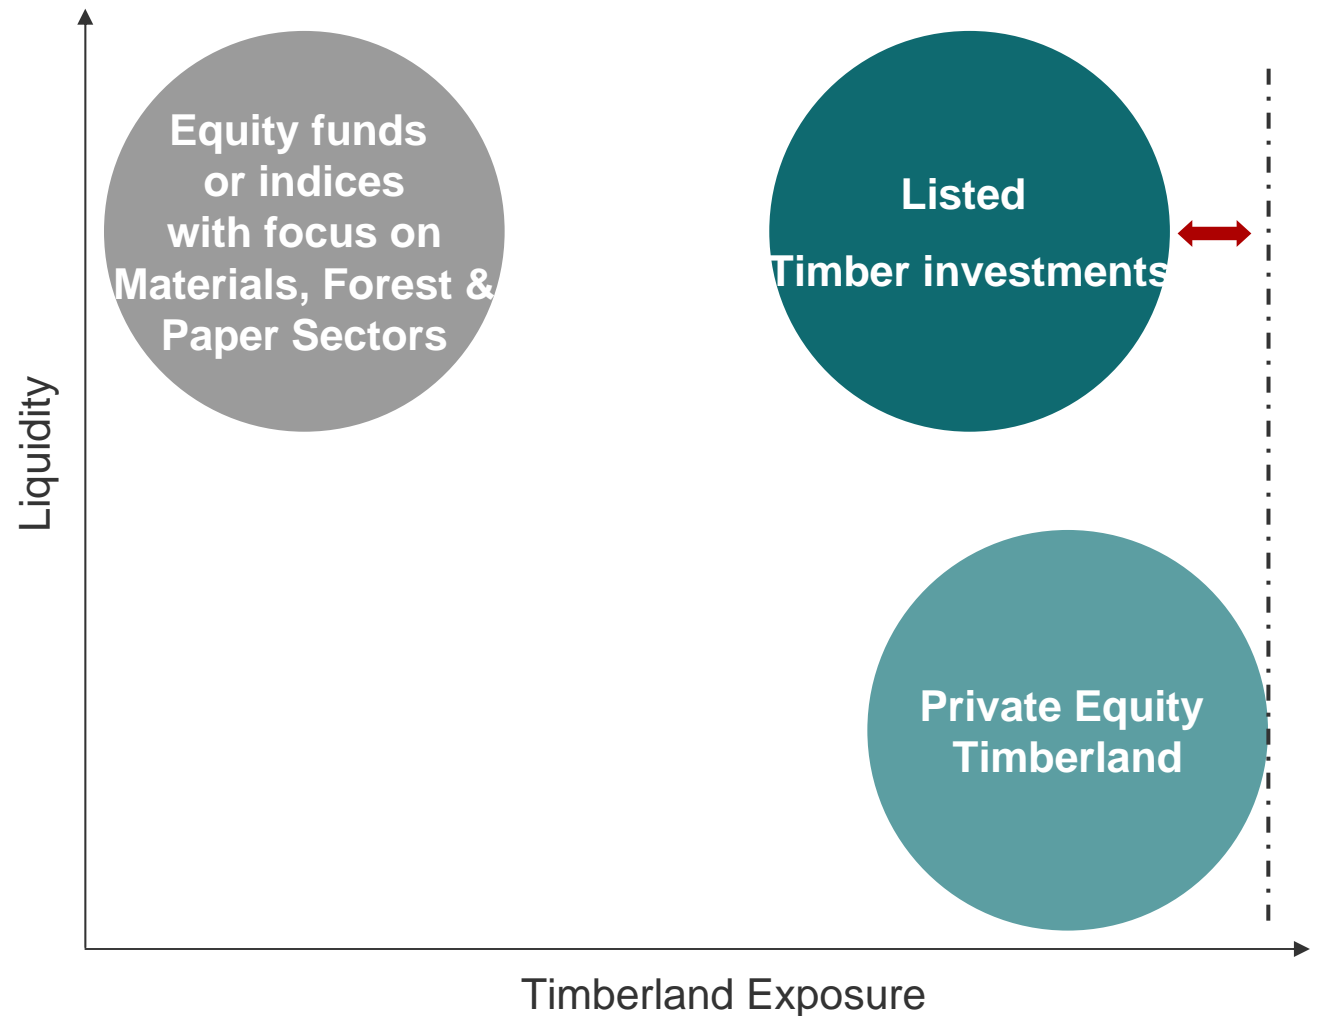 Equity funds
or indices
with focus on
Materials, Forest &
Paper Sectors
Listed
Timber investments
Liquidity
Private Equity
Timberland
Timberland Exposure